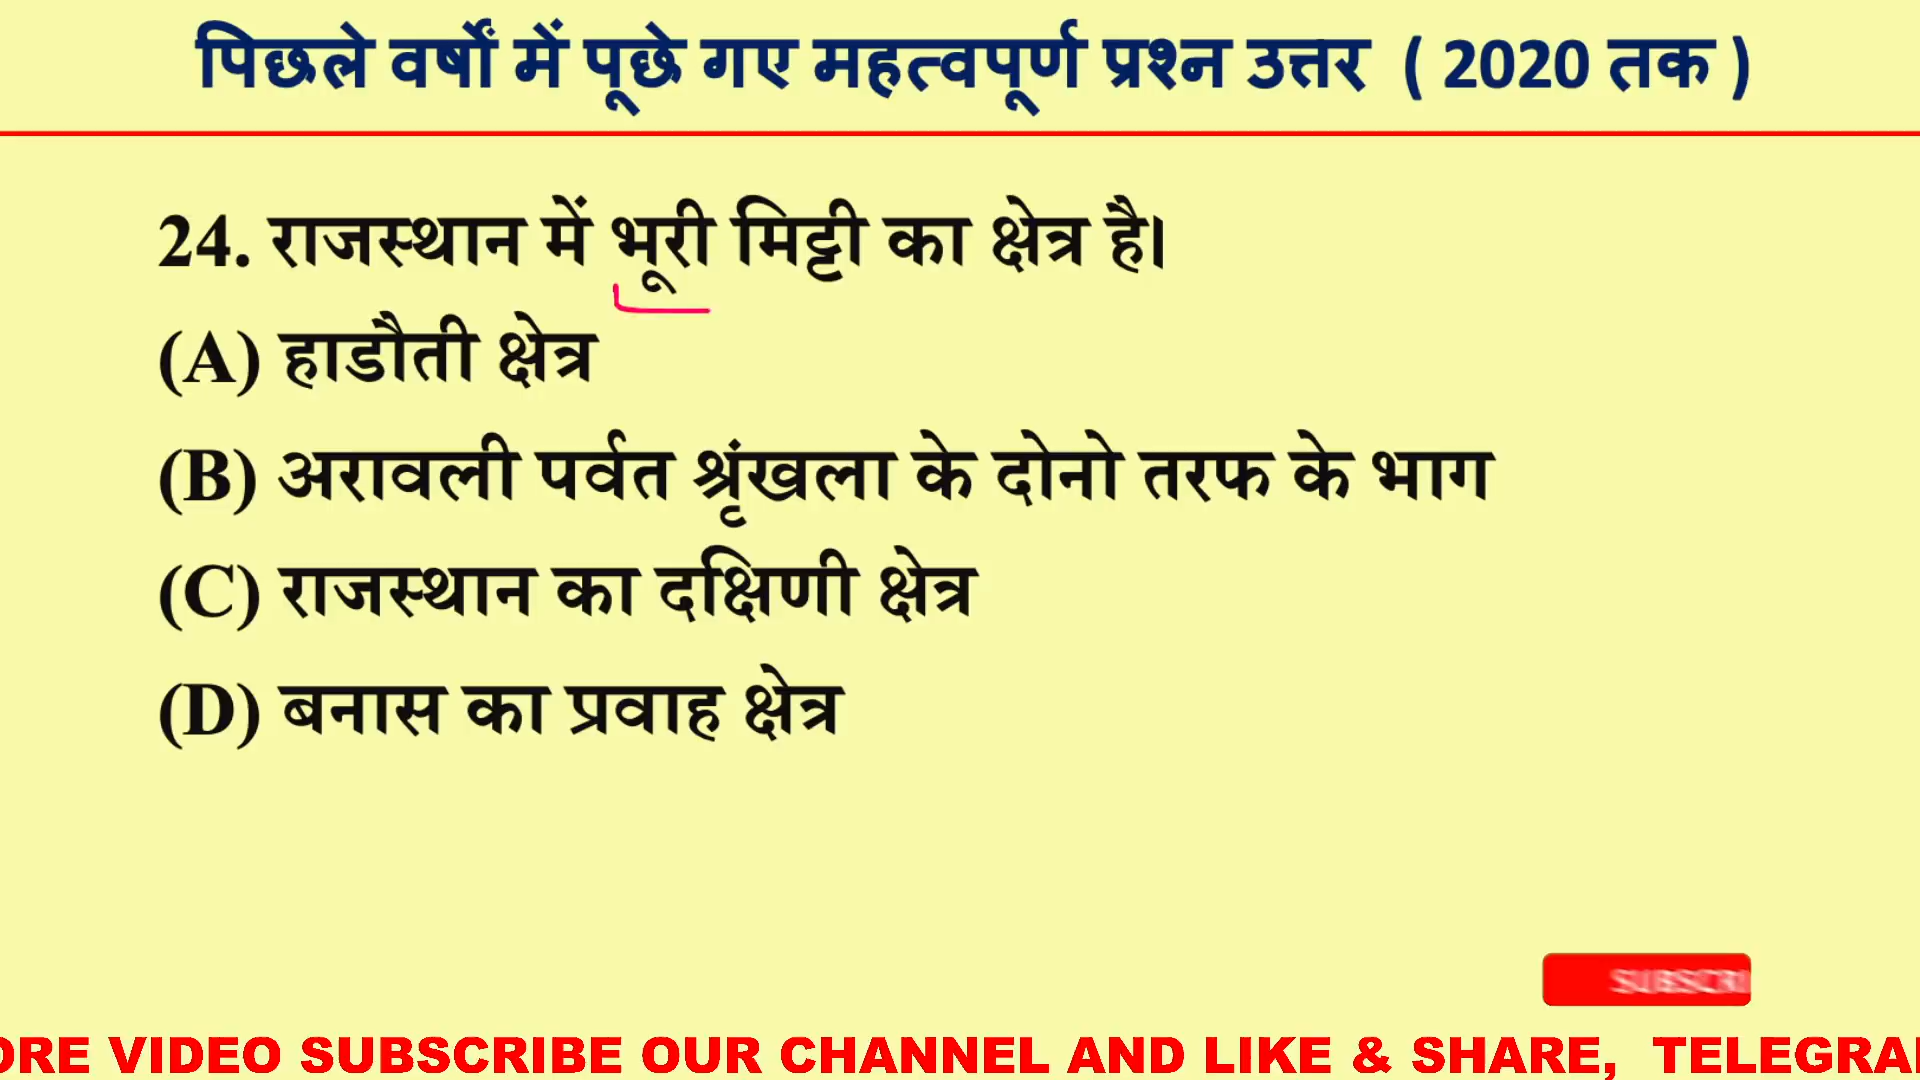 पिछले वर्षों में पूछे गए महत्वपूर्ण प्रश्न उत्तर ( 2020 तक )
24. राजस्थान में भूरी मिट्टी का क्षेत्र है।
(A) हाडौती क्षेत्र
(B) अरावली पर्वत श्रृंखला के दोनो तरफ के भाग
(C) राजस्थान का दक्षिणी क्षेत्र
(D) बनास का प्रवाह क्षेत्र
SUBSCRI
ORE VIDEO SUBSCRIBE OUR CHANNEL AND LIKE & SHARE, TELEGRA